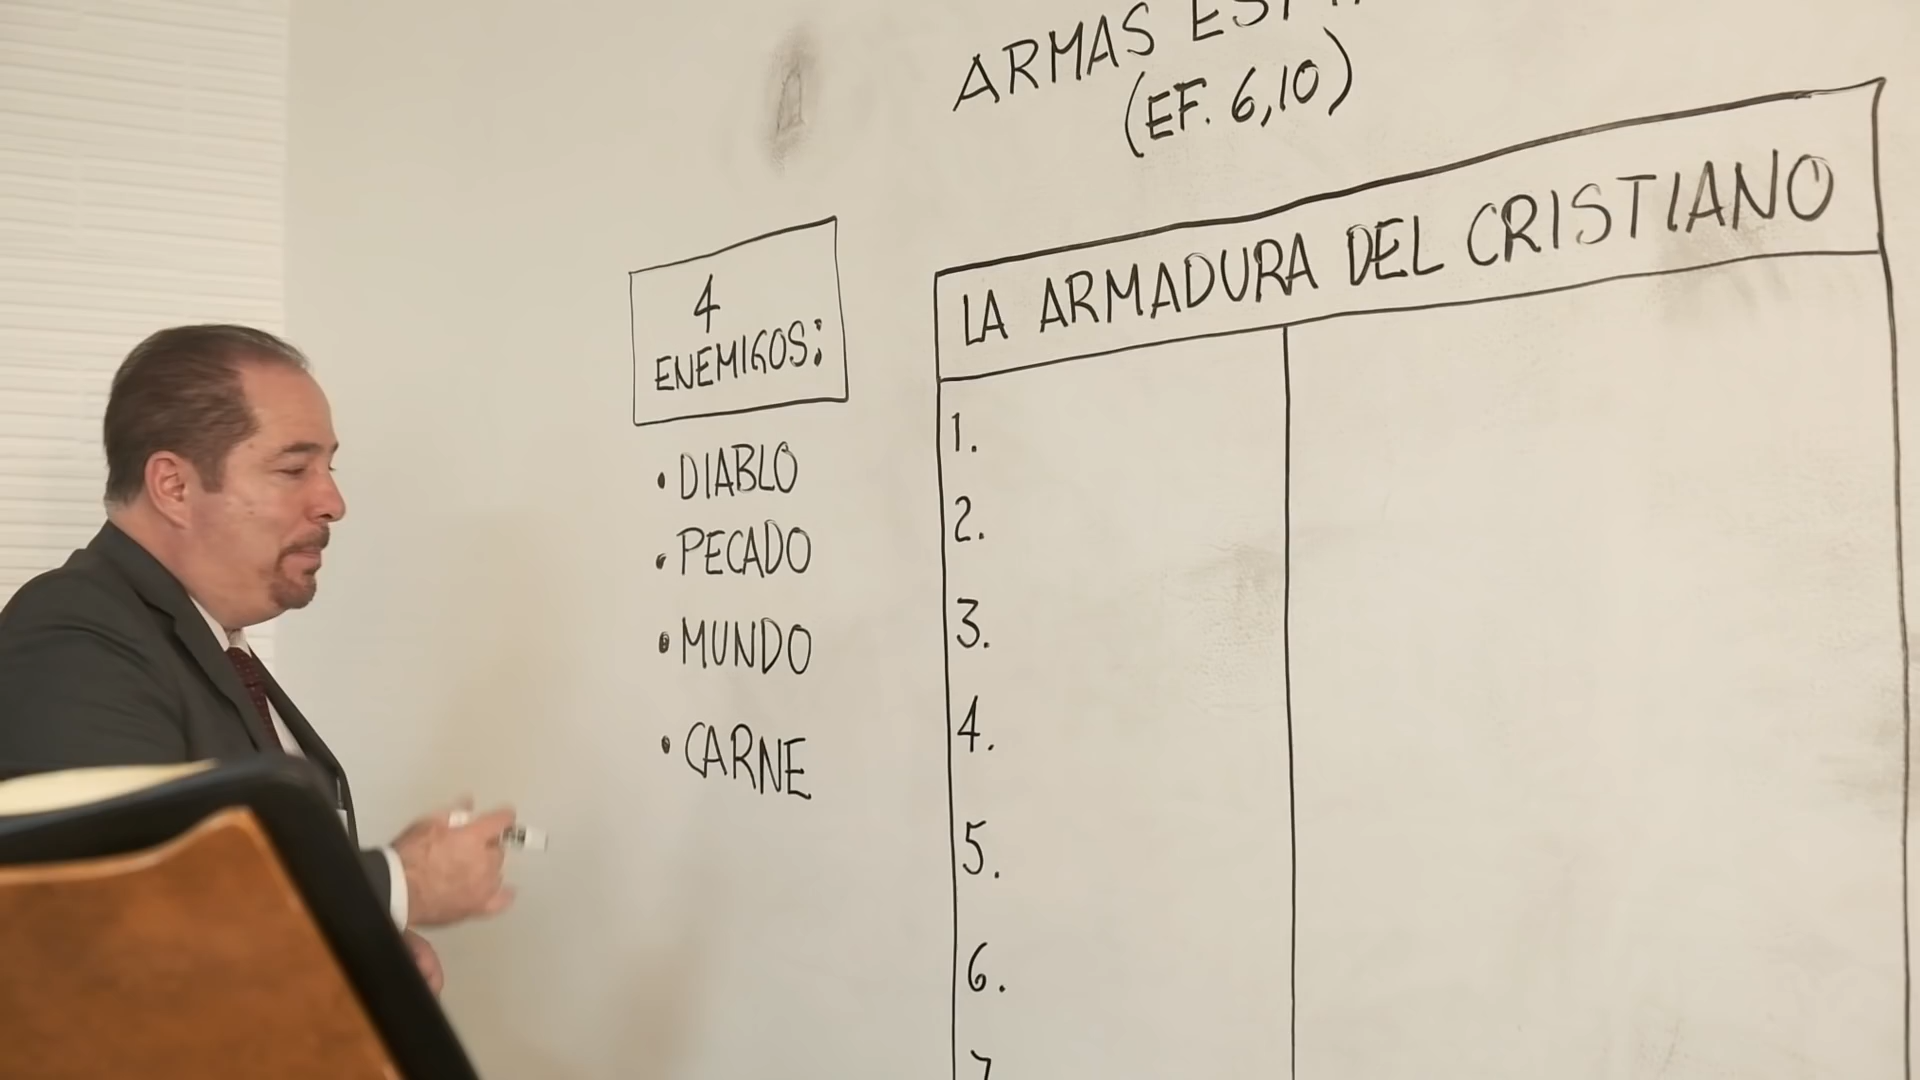 ARMAS
(EF. 6,10)
4
ENEMIGOS:
• DIABLO
• PECADO
• MUNDO
• CARNE
LA ARMADURA DEL CRISTIANO
1.
2.
3.
4.
5.
6.
7